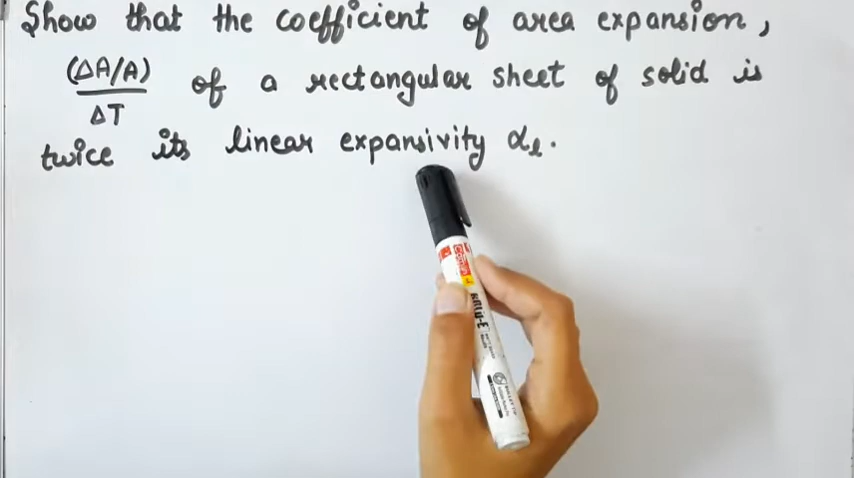 Show that the coefficient of area expansion,
(ΔA/A)
ΔT
of a rectangular sheet of solid is
twice its linear expansivity αl.